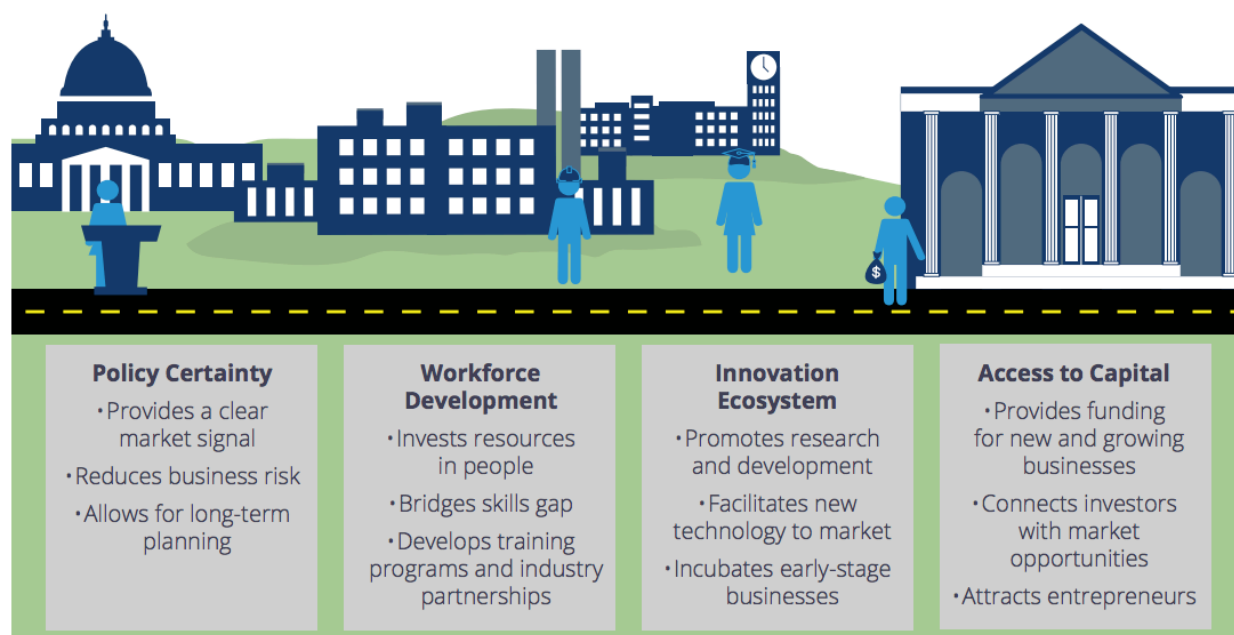 $
Policy Certainty
•Provides a clear
market signal
•Reduces business risk
•Allows for long-term
planning
Workforce
Development
•Invests resources
in people
•Bridges skills gap
•Develops training
programs and industry
partnerships
Innovation
Ecosystem
•Promotes research
and development
•Facilitates new
technology to market
•Incubates early-stage
businesses
Access to Capital
•Provides funding
for new and growing
businesses
•Connects investors
with market
opportunities
•Attracts entrepreneurs